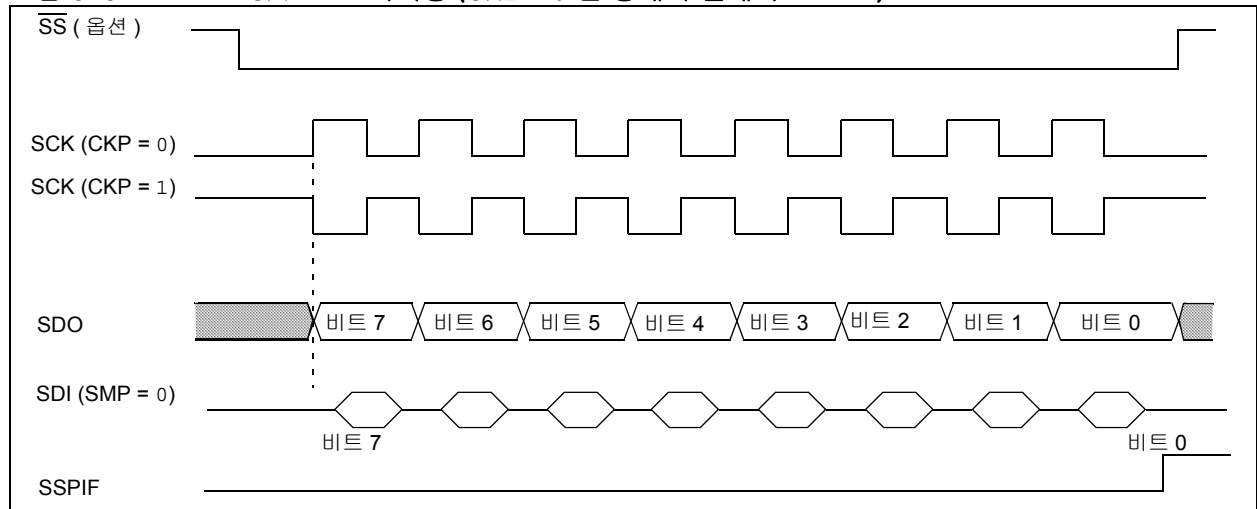 SS ( 옵션 )
SCK (CKP = 0)
SCK (CKP = 1)
SDO
비트 7 비트 6 비트 5 비트 4 비트 3 비트 2 비트 1 비트 0
SDI (SMP = 0)
비트 7 비트 0
SSPIF